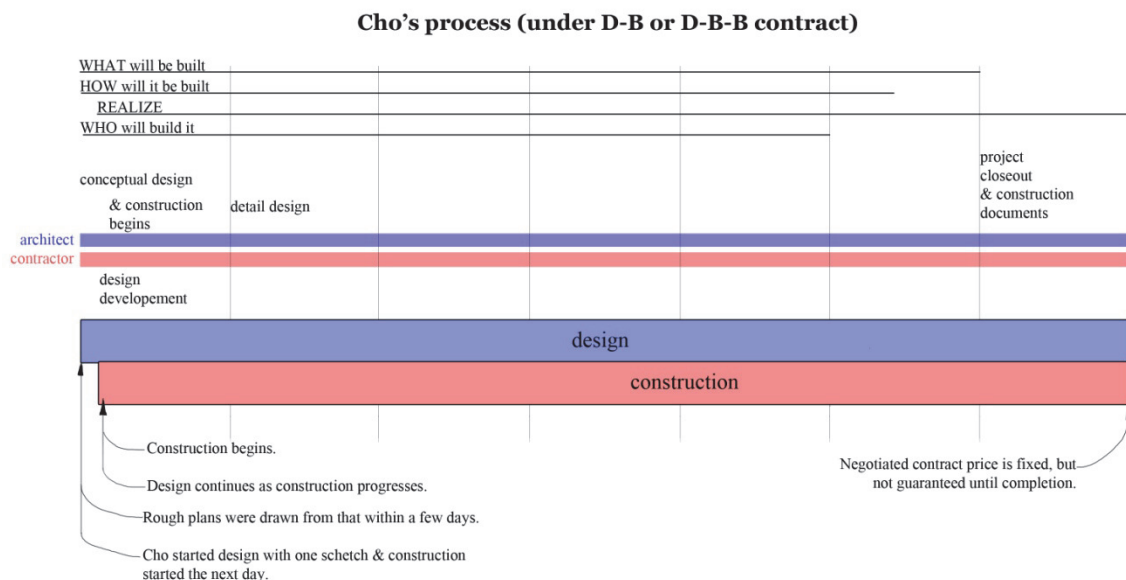 Cho's process (under D-B or D-B-B contract)
WHAT will be built
HOW will it be built
REALIZE
WHO will build it
conceptual design
& construction
begins
detail design
project
closeout
& construction
documents
architect
contractor
design
developement
design
construction
Construction begins.
Design continues as construction progresses.
Rough plans were drawn from that within a few days.
Cho started design with one schetch & construction
started the next day.
Negotiated contract price is fixed, but
not guaranteed until completion.